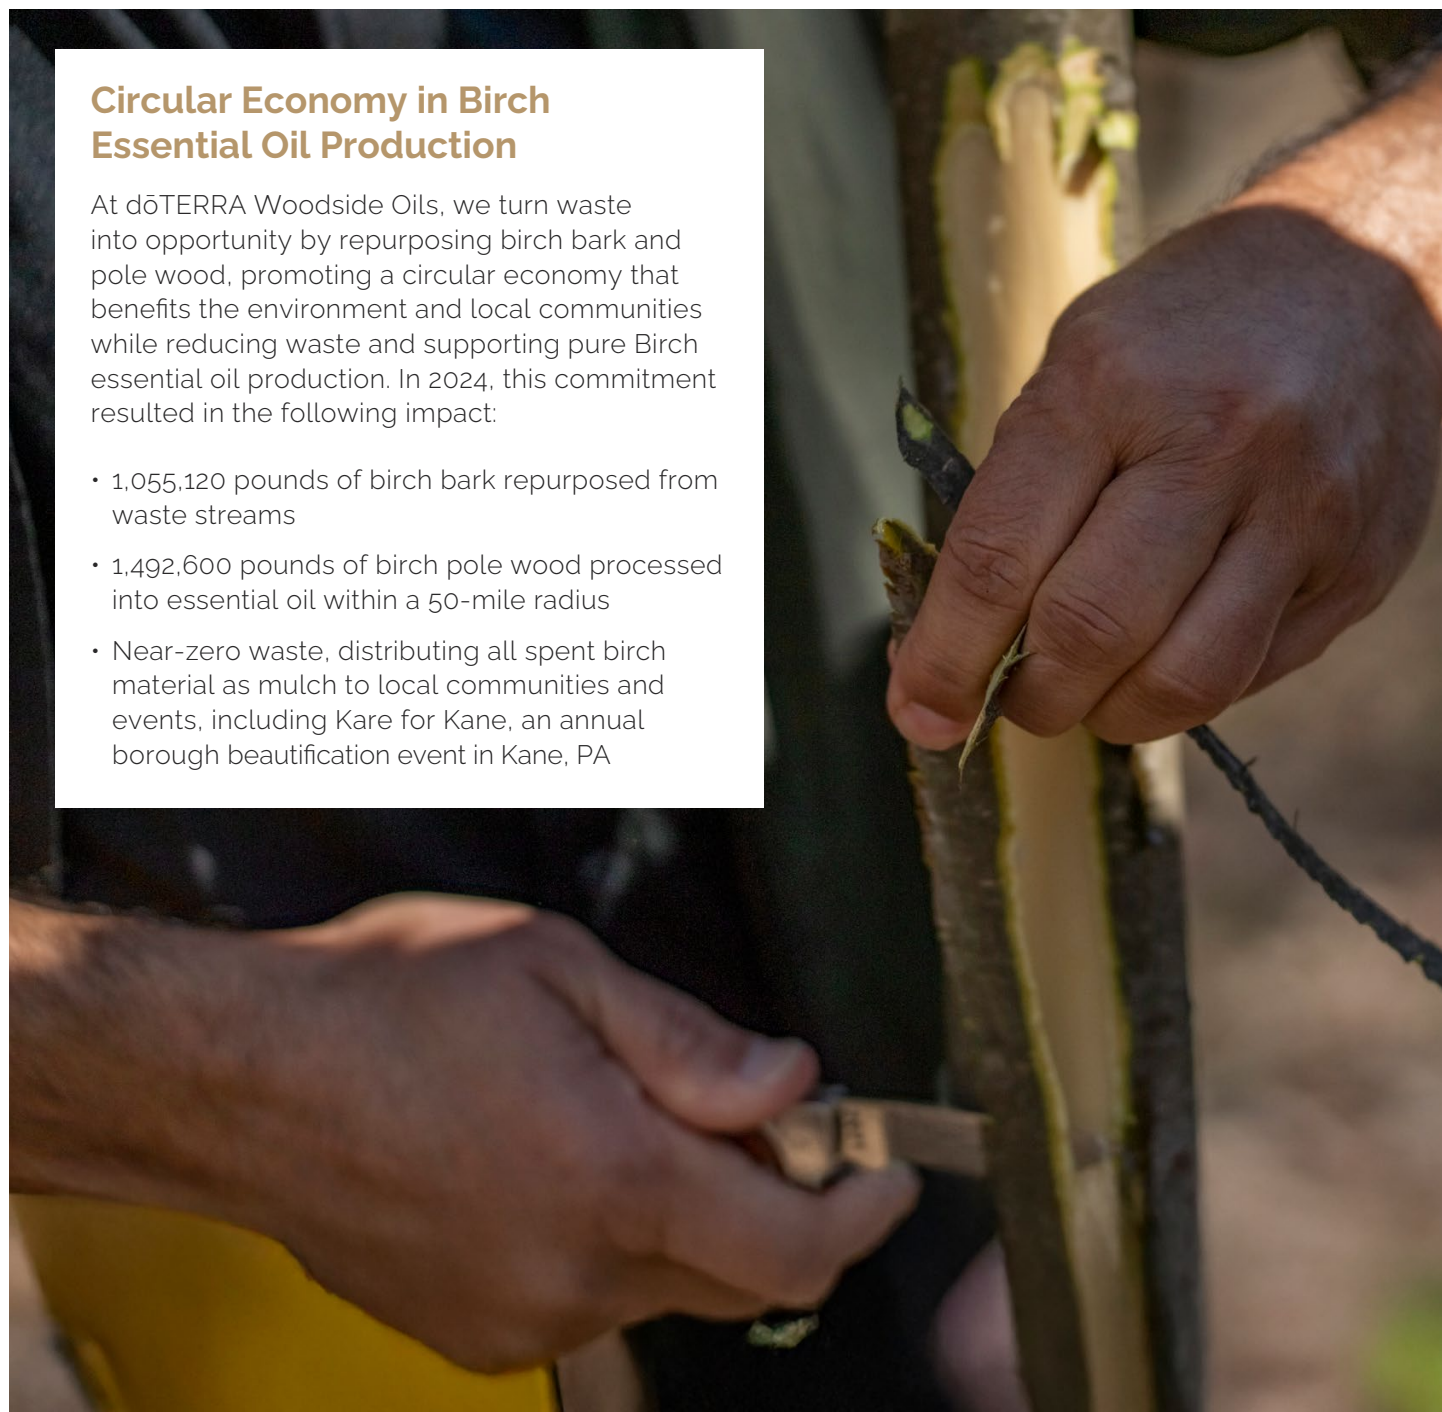 Circular Economy in Birch
Essential Oil Production
At dōTERRA Woodside Oils, we turn waste
into opportunity by repurposing birch bark and
pole wood, promoting a circular economy that
benefits the environment and local communities
while reducing waste and supporting pure Birch
essential oil production. In 2024, this commitment
resulted in the following impact:
• 1,055,120 pounds of birch bark repurposed from
waste streams
• 1,492,600 pounds of birch pole wood processed
into essential oil within a 50-mile radius
• Near-zero waste, distributing all spent birch
material as mulch to local communities and
events, including Kare for Kane, an annual
borough beautification event in Kane, PA